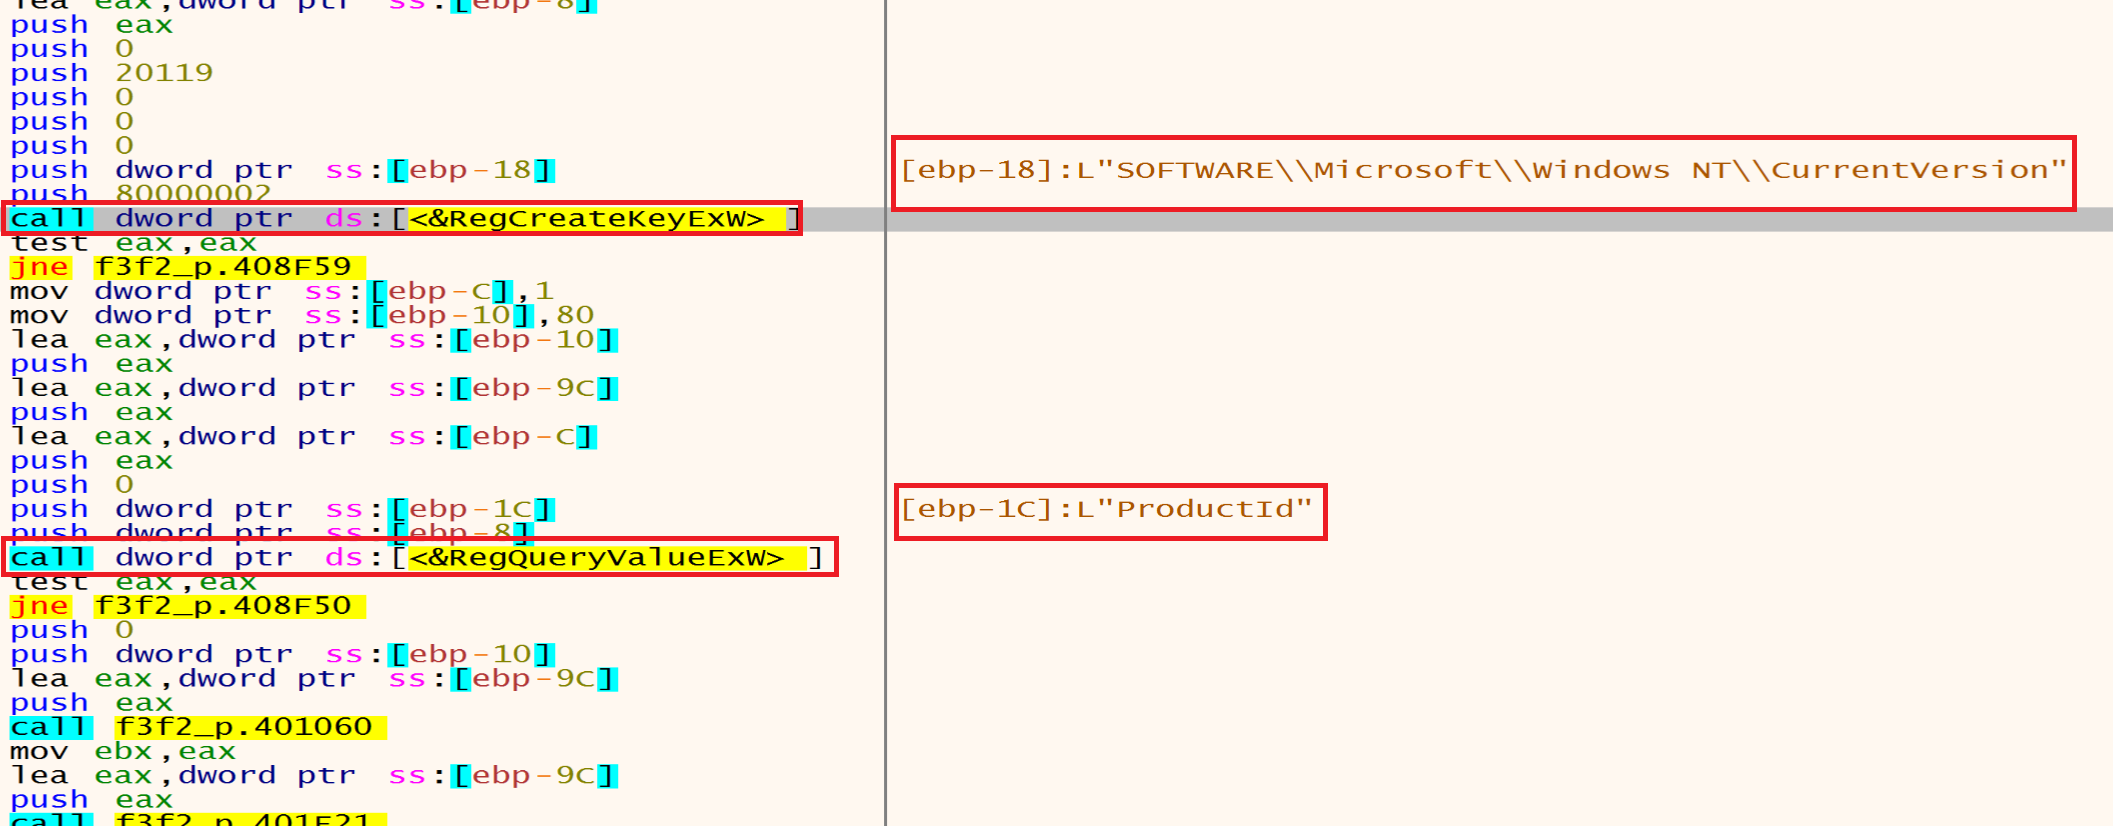 lea eax,dword ptr ss:[ebp-8]
push eax
push 0
push 20119
push 0
push 0
push 0
push dword ptr ss:[ebp-18] [ebp-18]:L"SOFTWARE\\Microsoft\\Windows NT\\CurrentVersion"
push 80000002
call dword ptr ds:[<&RegCreateKeyExW>]
test eax,eax
jne f3f2_p.408F59
mov dword ptr ss:[ebp-C],1
mov dword ptr ss:[ebp-10],80
lea eax,dword ptr ss:[ebp-10]
push eax
lea eax,dword ptr ss:[ebp-9C]
push eax
lea eax,dword ptr ss:[ebp-C]
push eax
push 0
push dword ptr ss:[ebp-1C] [ebp-1C]:L"ProductId"
push dword ptr ss:[ebp-8]
call dword ptr ds:[<&RegQueryValueExW>]
test eax,eax
jne f3f2_p.408F50
push 0
push dword ptr ss:[ebp-10]
lea eax,dword ptr ss:[ebp-9C]
push eax
call f3f2_p.401060
mov ebx,eax
lea eax,dword ptr ss:[ebp-9C]
push eax
call f3f2_p.401E21